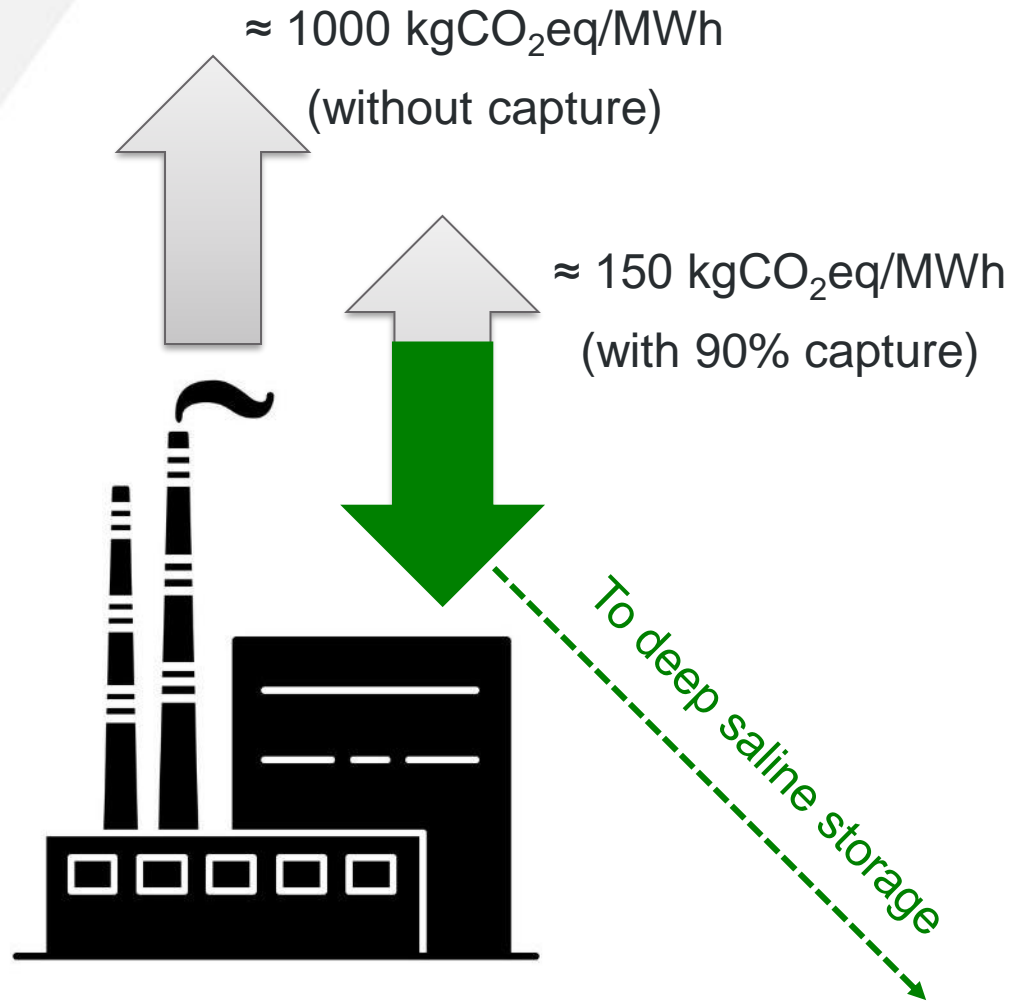 ≈ 1000 kgCO₂eq/MWh
(without capture)
≈ 150 kgCO₂eq/MWh
(with 90% capture)
To deep saline storage